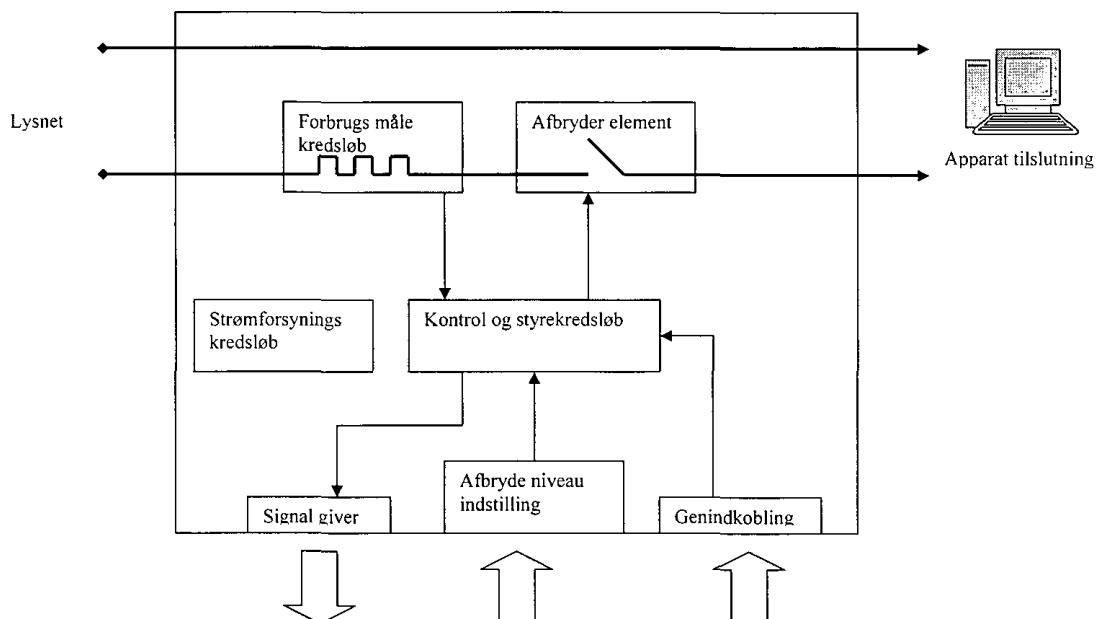 Lysnet
Forbrugs måle
kredsløb
Afbryder element
Apparat tilslutning
Strømforsynings
kredsløb
Kontrol og styrekredsløb
Afbryde niveau
indstilling
Signal giver
Genindkobling